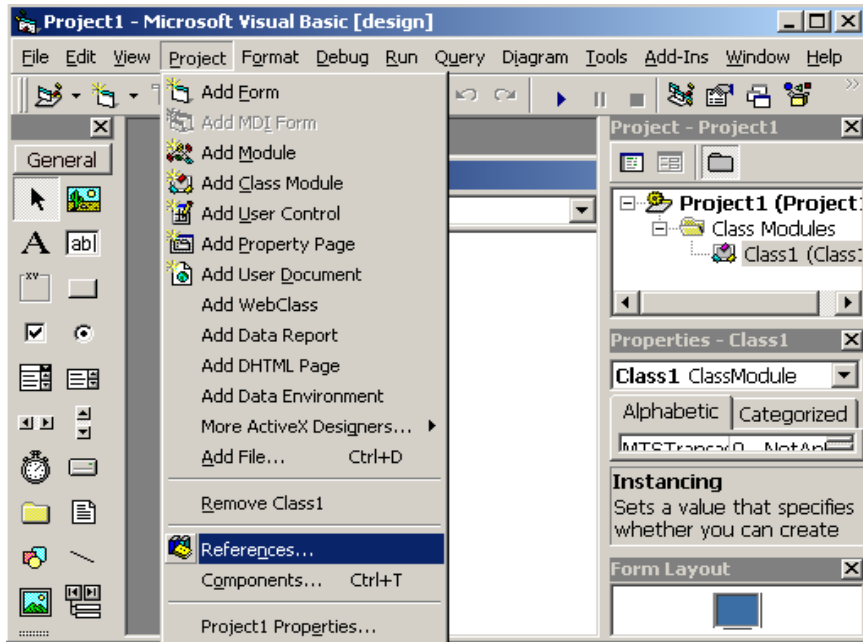 Project1 - Microsoft Visual Basic [design]
File Edit View Project Format Debug Run Query Diagram Tools Add-Ins Window Help
General
A ab|
xy
Add Form
Add MDI Form
Add Module
Add Class Module
Add User Control
Add Property Page
Add User Document
Add WebClass
Add Data Report
Add DHTML Page
Add Data Environment
More ActiveX Designers...
Add File... Ctrl+D
Remove Class1
References...
Components... Ctrl+T
Project1 Properties...
Project - Project1
Project1 (Project1
Class Modules
Class1 (Class1
Properties - Class1
Class1 ClassModule
Alphabetic Categorized
Instancing
Sets a value that specifies
whether you can create
Form Layout